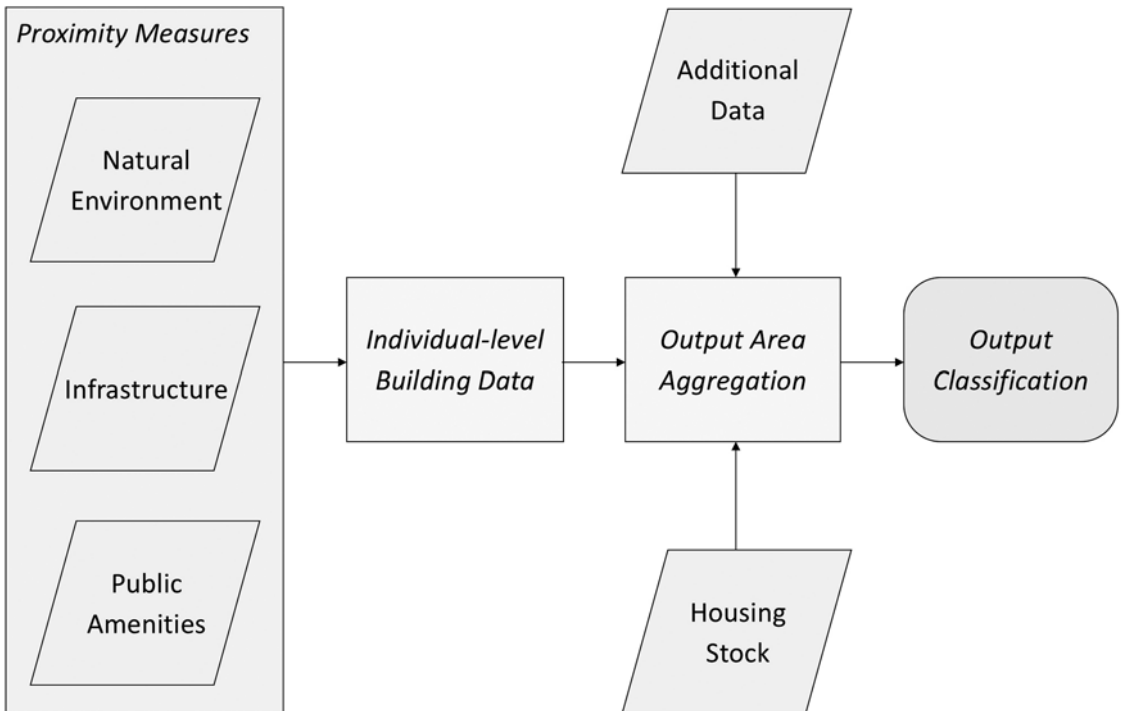 Proximity Measures
Natural
Environment
Infrastructure
Public
Amenities
Individual-level
Building Data
Additional
Data
Output Area
Aggregation
Housing
Stock
Output
Classification